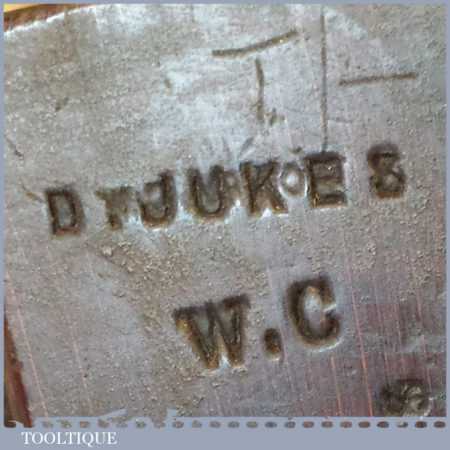 I/-
D. JUKES
W.C
TOOLTIQUE